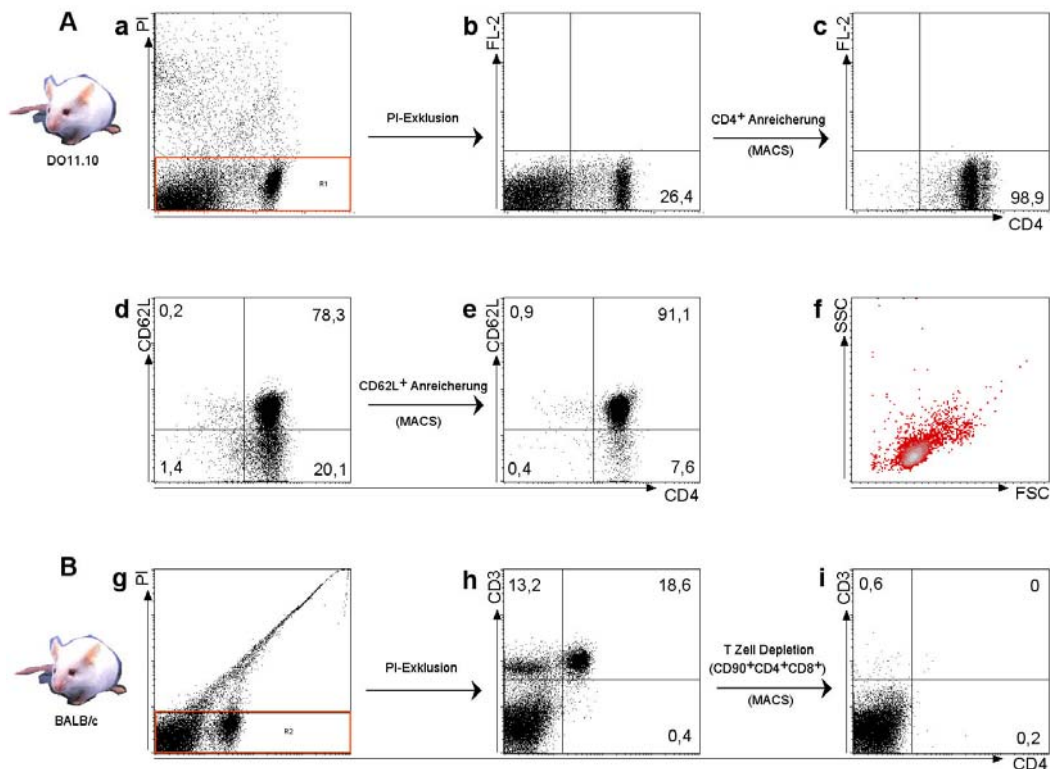 A
a
PI
R1
DO11.10
PI-Exklusion
b
FL-2
26,4
CD4⁺ Anreicherung
(MACS)
c
FL-2
98,9
CD4
d
CD62L
0,2
78,3
1,4
20,1
CD62L⁺ Anreicherung
(MACS)
e
CD62L
0,9
91,1
0,4
7,6
CD4
f
SSC
FSC
B
g
PI
R2
BALB/c
PI-Exklusion
h
CD3
13,2
18,6
0,4
T Zell Depletion
(CD90⁺CD4⁺CD8⁺)
(MACS)
i
CD3
0,6
0
0,2
CD4